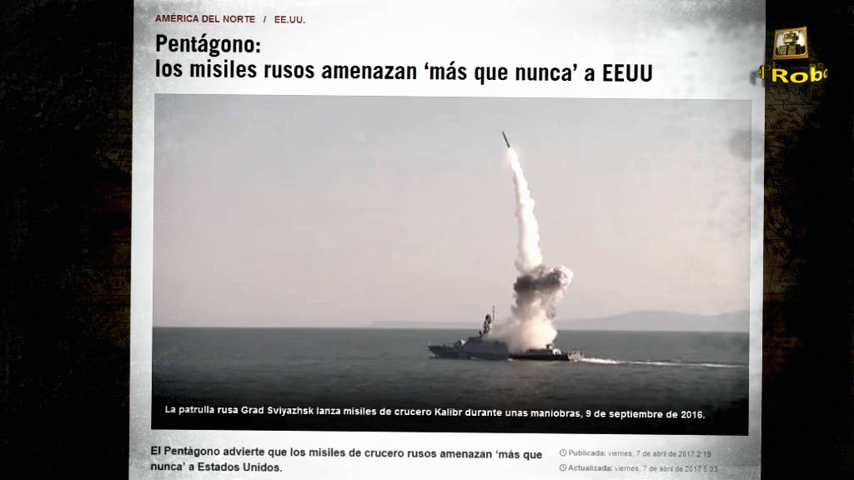 AMÉRICA DEL NORTE / EE.UU.
Pentágono:
los misiles rusos amenazan ‘más que nunca’ a EEUU
La patrulla rusa Grad Sviyazhsk lanza misiles de crucero Kalibr durante unas maniobras, 9 de septiembre de 2016.
El Pentágono advierte que los misiles de crucero rusos amenazan ‘más que
nunca’ a Estados Unidos.
Publicada: viernes, 7 de abril de 2017 2:19
Actualizada: viernes, 7 de abril de 2017 5:03